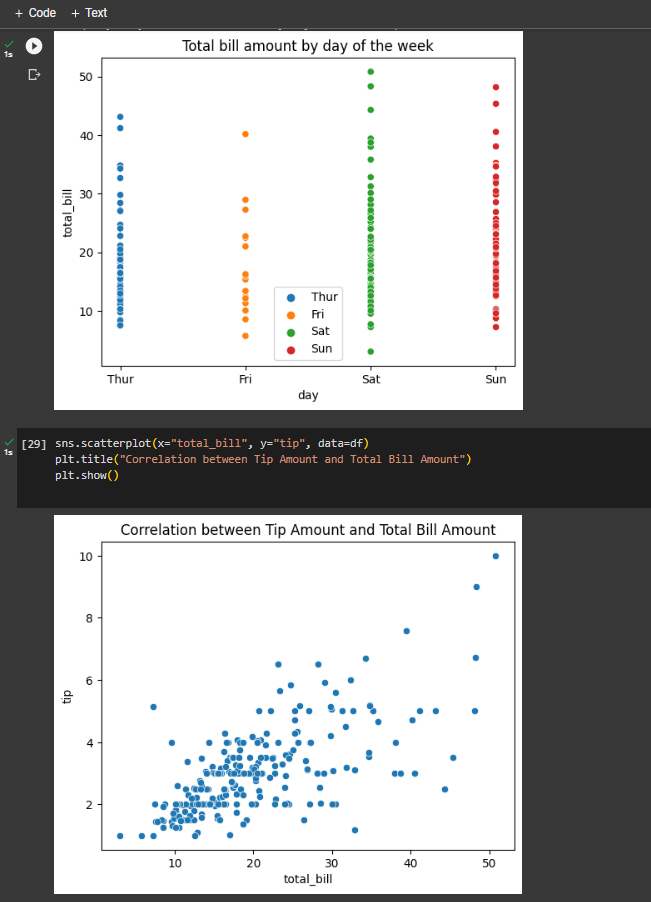 + Code + Text
1s
Total bill amount by day of the week
50
40
30
20
10
total_bill
Thur
Fri
Sat
Sun
Thur Fri Sat Sun
day
1s
[29] sns.scatterplot(x="total_bill", y="tip", data=df)
plt.title("Correlation between Tip Amount and Total Bill Amount")
plt.show()
Correlation between Tip Amount and Total Bill Amount
10
8
6
4
2
tip
10 20 30 40 50
total_bill